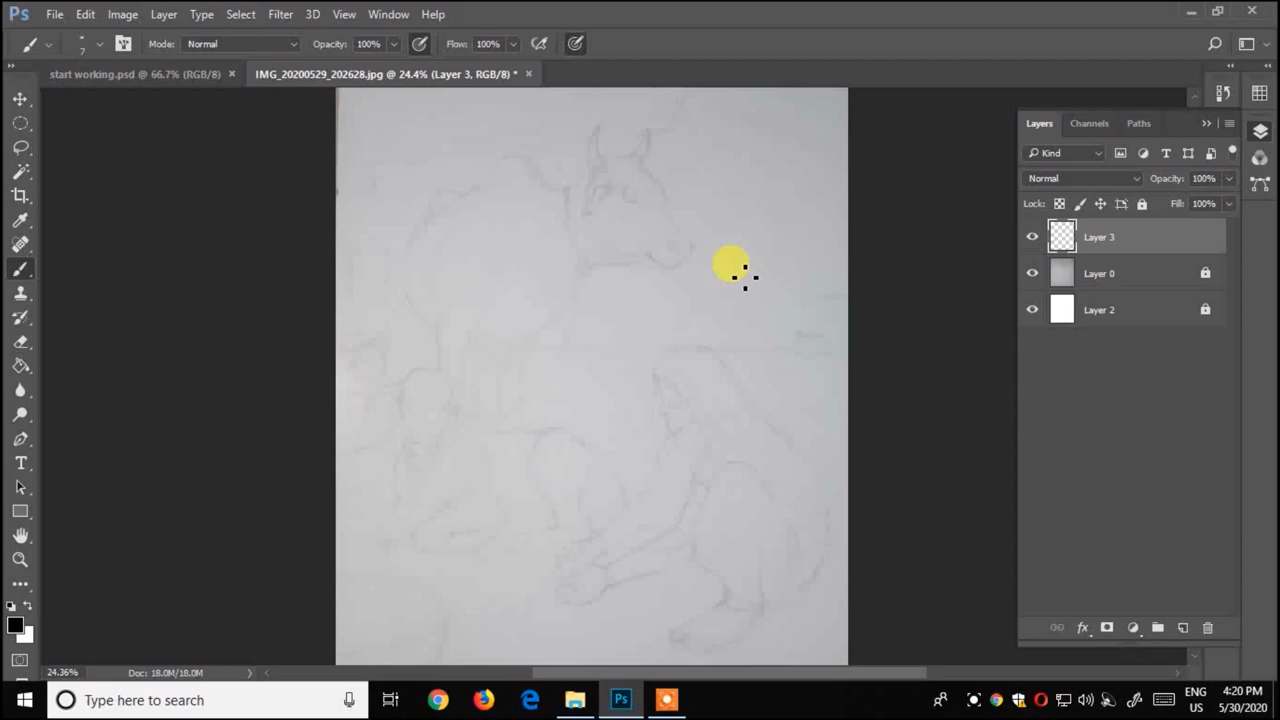 Ps File Edit Image Layer Type Select Filter 3D View Window Help
7 Mode: Normal Opacity: 100% Flow: 100%
start working.psd @ 66.7% (RGB/8) × IMG_20200529_202628.jpg @ 24.4% (Layer 3, RGB/8) * ×
Layers Channels Paths
Kind
Normal Opacity: 100%
Lock: Fill: 100%
Layer 3
Layer 0
Layer 2
fx
24.36% Doc: 18.0M/18.0M
Type here to search
Ps
ENG
US
4:20 PM
5/30/2020